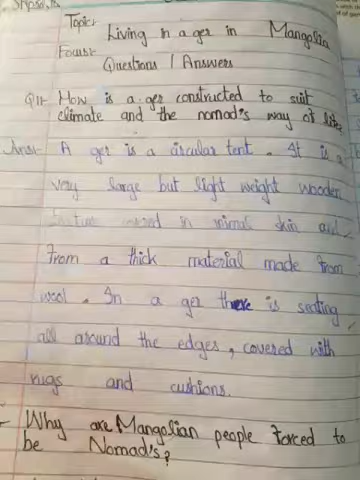 Topic:- Living in a ger in Mangolia
Focus:-
Questions | Answers
Q1:- How is a ger constructed to suit
climate and the nomad's way of life
Ans:- A ger is a circular tent. It is a
very large but light weight wooden
in skin and
from a thick material made from
wool. In a ger there is seating
all around the edges, covered with
rugs and cushions.
Why are Mangolian people forced to
be Nomad's?